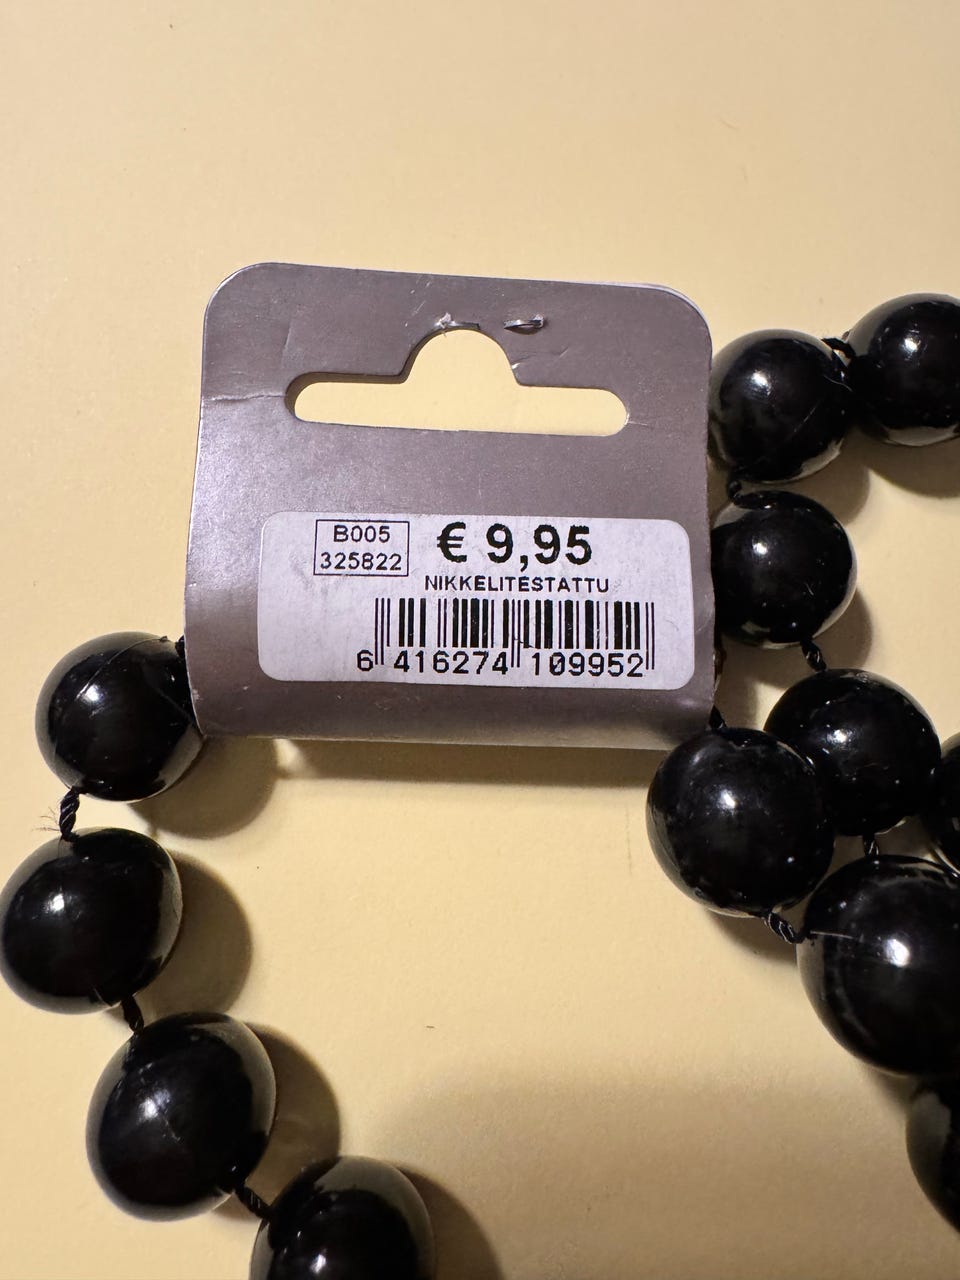 B005
325822
€ 9,95
NIKKELITESTATTU
6 416274 109952